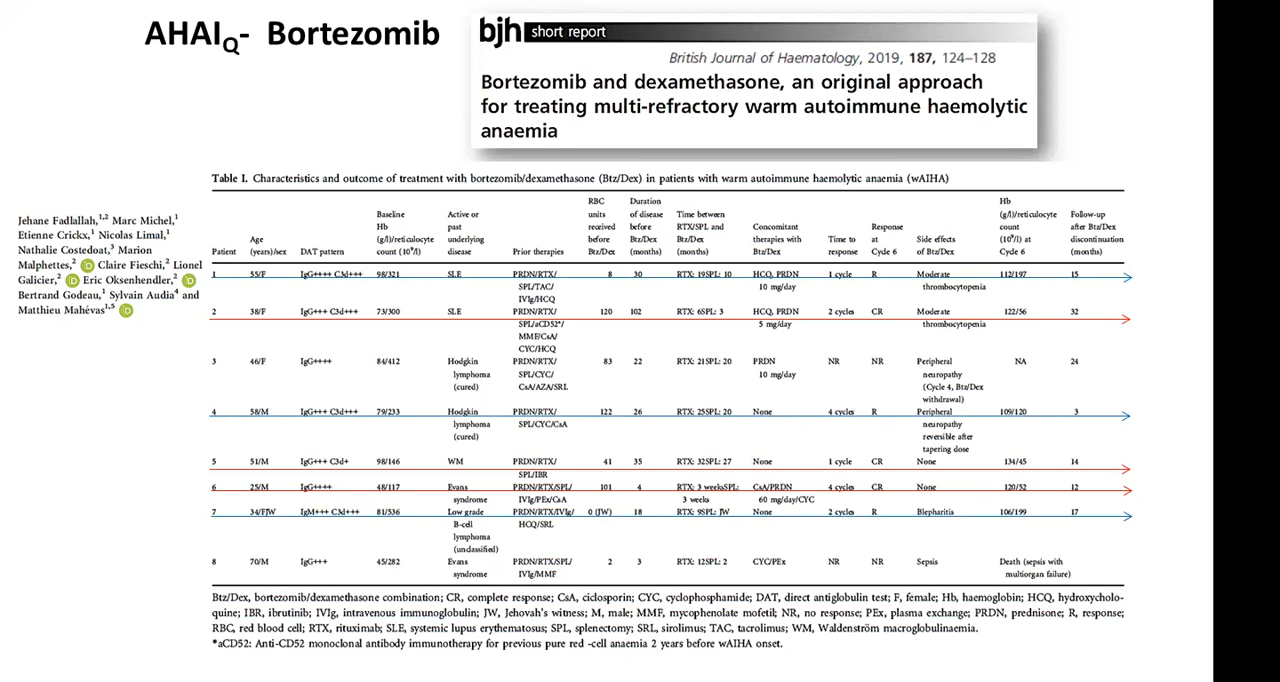 AHAIQ- Bortezomib
bjh short report
British Journal of Haematology, 2019, 187, 124–128
Bortezomib and dexamethasone, an original approach
for treating multi-refractory warm autoimmune haemolytic
anaemia
Jehane Fadlallah,1,2 Marc Michel,1
Etienne Crickx,1 Nicolas Limal,1
Nathalie Costedoat,3 Marion
Malphettes,2 iD Claire Fieschi,2 Lionel
Galicier,2 iD Eric Oksenhendler,2 iD
Bertrand Godeau,1 Sylvain Audia4 and
Matthieu Mahévas1,5 iD
Table I. Characteristics and outcome of treatment with bortezomib/dexamethasone (Btz/Dex) in patients with warm autoimmune haemolytic anaemia (wAIHA)
Patient
Age
(years)/sex
DAT pattern
Baseline
Hb
(g/l)/reticulocyte
count (10⁹/l)
Active or
past
underlying
disease
Prior therapies
RBC
units
received
before
Btz/Dex
Duration
of disease
before
Btz/Dex
(months)
Time between
RTX/SPL and
Btz/Dex
(months)
Concomitant
therapies with
Btz/Dex
Time to
response
Response
at
Cycle 6
Side effects
of Btz/Dex
Hb
(g/l)/reticulocyte
count
(10⁹/l) at
Cycle 6
Follow-up
after Btz/Dex
discontinuation
(months)
1 55/F IgG++++ C3d+++ 98/321 SLE PRDN/RTX/ 8 30 RTX: 19SPL: 10 HCQ, PRDN 1 cycle R Moderate 112/197 15
SPL/TAC/ 10 mg/day thrombocytopenia
IVIg/HCQ
2 38/F IgG+++ C3d+++ 73/300 SLE PRDN/RTX/ 120 102 RTX: 6SPL: 3 HCQ, PRDN 2 cycles CR Moderate 122/56 32
SPL/aCD52*/ 5 mg/day thrombocytopenia
MMF/CsA/
CYC/HCQ
3 46/F IgG++++ 84/412 Hodgkin PRDN/RTX/ 83 22 RTX: 21SPL: 20 PRDN NR NR Peripheral NA 24
lymphoma SPL/CYC/ 10 mg/day neuropathy
(cured) CsA/AZA/SRL (Cycle 4, Btz/Dex
withdrawal)
4 58/M IgG+++ C3d+++ 79/233 Hodgkin PRDN/RTX/ 122 26 RTX: 25SPL: 20 None 4 cycles R Peripheral 109/120 3
lymphoma SPL/CYC/CsA neuropathy
(cured) reversible after
tapering dose
5 51/M IgG+++ C3d+ 98/146 WM PRDN/RTX/ 41 35 RTX: 32SPL: 27 None 1 cycle CR None 134/45 14
SPL/IBR
6 25/M IgG++++ 48/117 Evans PRDN/RTX/SPL/ 101 4 RTX: 3 weeksSPL: CsA/PRDN 4 cycles CR None 120/52 12
syndrome IVIg/PEx/CsA 3 weeks 60 mg/day/CYC
7 34/FJW IgM+++ C3d+++ 81/536 Low grade PRDN/RTX/IVIg/ 0 (JW) 18 RTX: 9SPL: JW None 2 cycles R Blepharitis 106/199 17
B-cell HCQ/SRL
lymphoma
(unclassified)
8 70/M IgG+++ 45/282 Evans PRDN/RTX/SPL/ 2 3 RTX: 12SPL: 2 CYC/PEx NR NR Sepsis Death (sepsis with
syndrome IVIg/MMF multiorgan failure)
Btz/Dex, bortezomib/dexamethasone combination; CR, complete response; CsA, ciclosporin; CYC, cyclophosphamide; DAT, direct antiglobulin test; F, female; Hb, haemoglobin; HCQ, hydroxychlo-
quine; IBR, ibrutinib; IVIg, intravenous immunoglobulin; JW, Jehovah's witness; M, male; MMF, mycophenolate mofetil; NR, no response; PEx, plasma exchange; PRDN, prednisone; R, response;
RBC, red blood cell; RTX, rituximab; SLE, systemic lupus erythematosus; SPL, splenectomy; SRL, sirolimus; TAC, tacrolimus; WM, Waldenström macroglobulinaemia.
*aCD52: Anti-CD52 monoclonal antibody immunotherapy for previous pure red -cell anaemia 2 years before wAIHA onset.